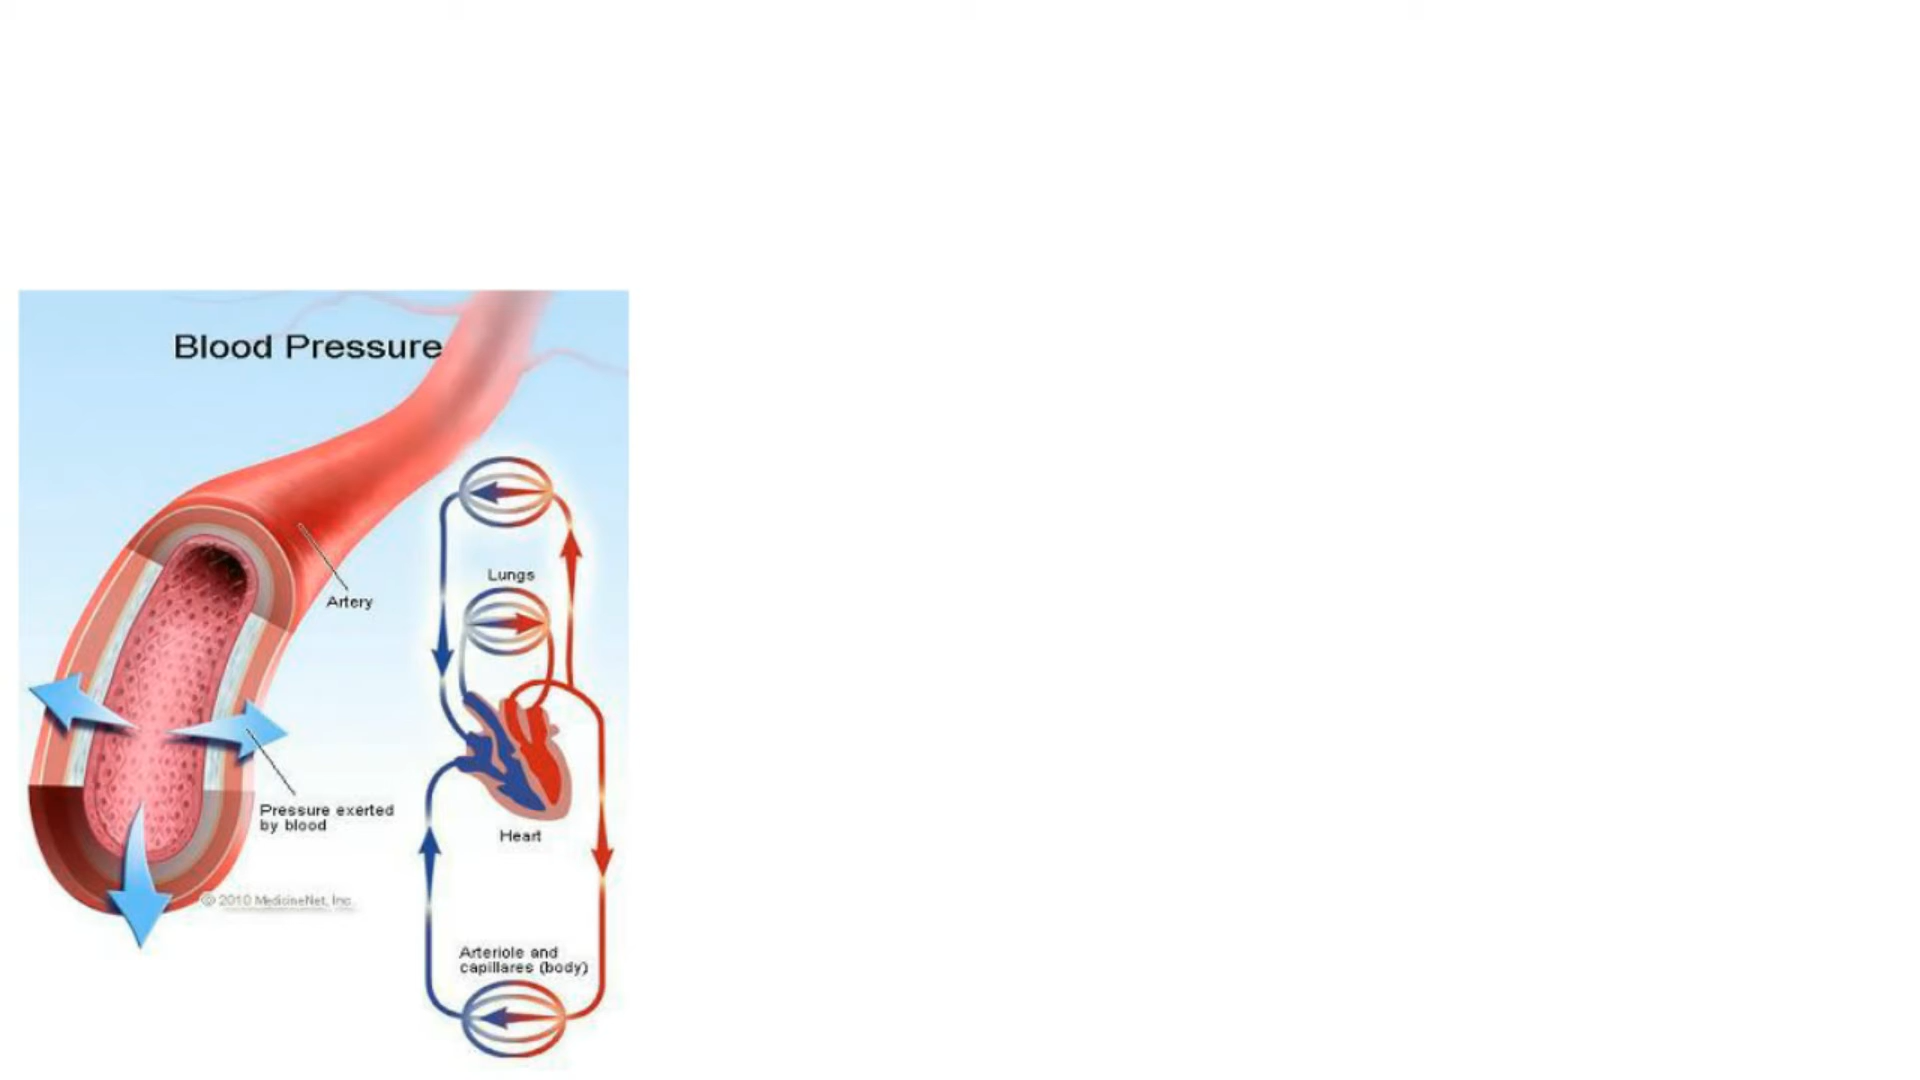 Blood Pressure
Lungs
Artery
Pressure exerted
by blood
Heart
© 2010 MedicineNet, Inc.
Arteriole and
capillares (body)